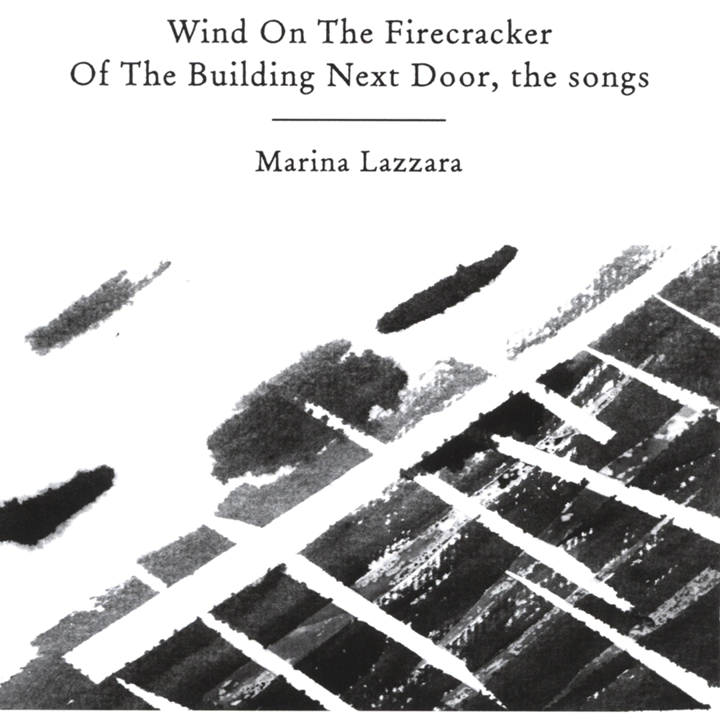 Wind On The Firecracker
Of The Building Next Door, the songs
Marina Lazzara